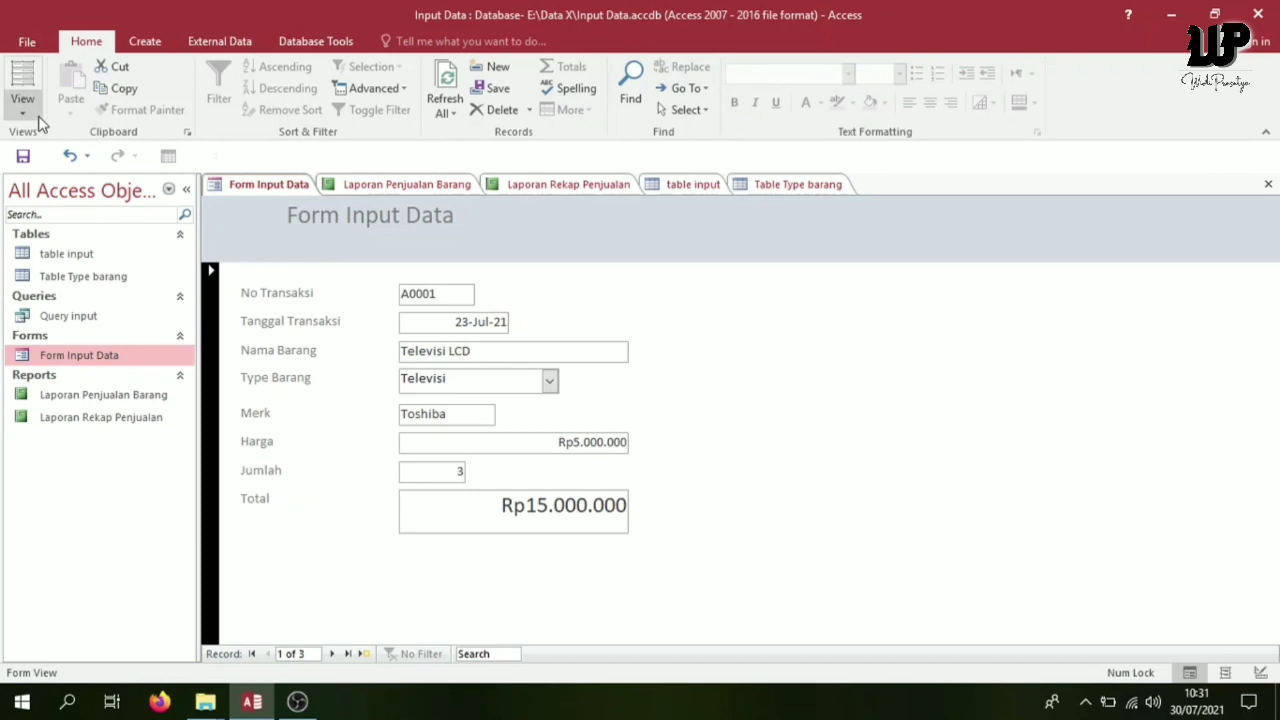 Input Data : Database- E:\Data X\Input Data.accdb (Access 2007 - 2016 file format) - Access
File Home Create External Data Database Tools Tell me what you want to do... in
View Paste Cut Copy Format Painter
Views Clipboard
Filter Ascending Descending Remove Sort Selection Advanced Toggle Filter
Sort & Filter
Refresh All New Save Delete Totals Spelling More
Records
Find Replace Go To Select
Find
B I U A
Text Formatting
All Access Obje...
Search...
Tables
table input
Table Type barang
Queries
Query input
Forms
Form Input Data
Reports
Laporan Penjualan Barang
Laporan Rekap Penjualan
Form Input Data Laporan Penjualan Barang Laporan Rekap Penjualan table input Table Type barang
Form Input Data
No Transaksi A0001
Tanggal Transaksi 23-Jul-21
Nama Barang Televisi LCD
Type Barang Televisi
Merk Toshiba
Harga Rp5.000.000
Jumlah 3
Total Rp15.000.000
Record: 1 of 3 No Filter Search
Form View Num Lock
10:31
30/07/2021